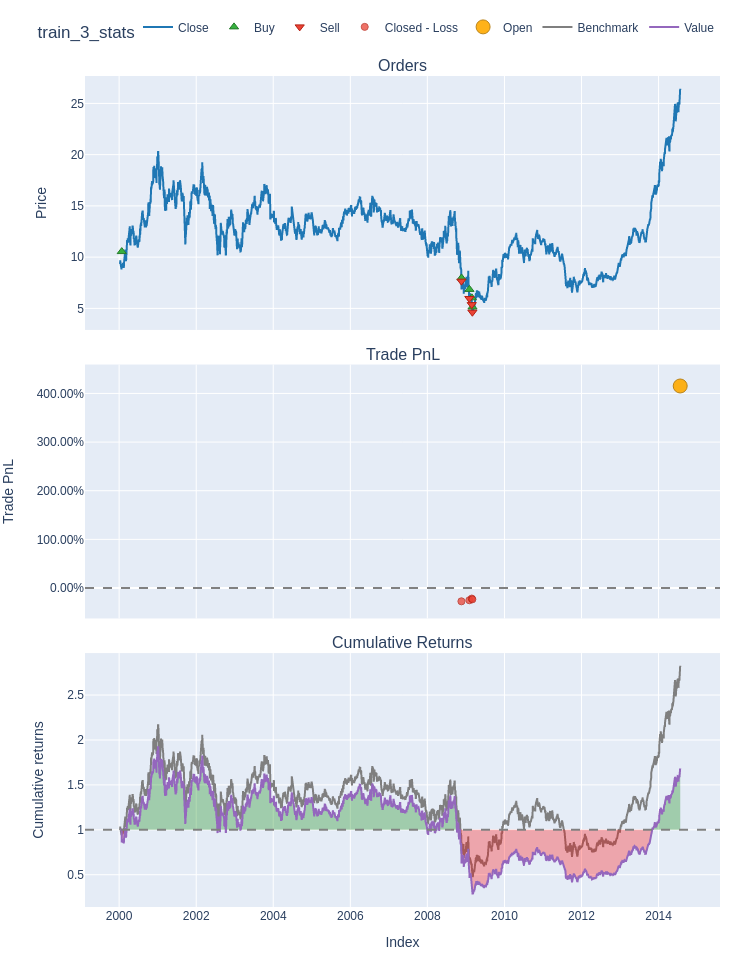 train_3_stats Close Buy Sell Closed - Loss Open Benchmark Value
Orders
25
20
15
10
5
Price
Trade PnL
400.00%
300.00%
200.00%
100.00%
0.00%
Trade PnL
Cumulative Returns
2.5
2
1.5
1
0.5
Cumulative returns
2000 2002 2004 2006 2008 2010 2012 2014
Index